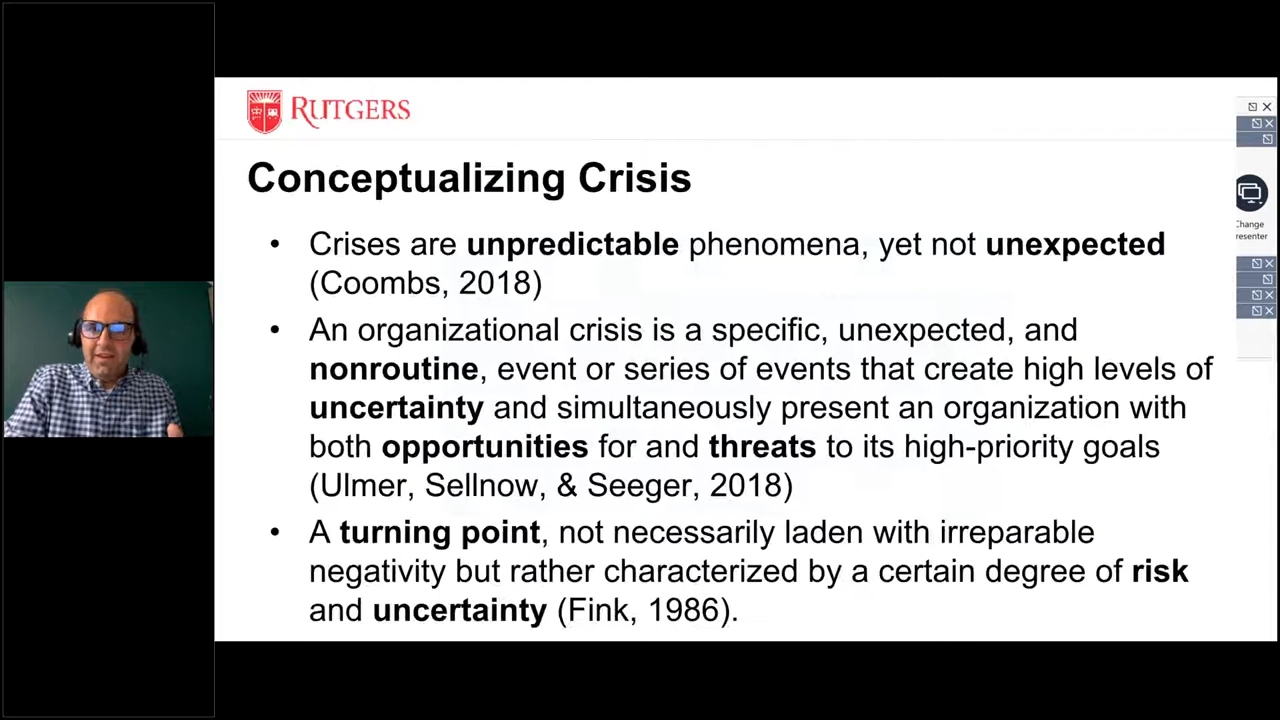 RUTGERS
Conceptualizing Crisis
• Crises are unpredictable phenomena, yet not unexpected
(Coombs, 2018)
• An organizational crisis is a specific, unexpected, and
nonroutine, event or series of events that create high levels of
uncertainty and simultaneously present an organization with
both opportunities for and threats to its high-priority goals
(Ulmer, Sellnow, & Seeger, 2018)
• A turning point, not necessarily laden with irreparable
negativity but rather characterized by a certain degree of risk
and uncertainty (Fink, 1986).
Change
resenter